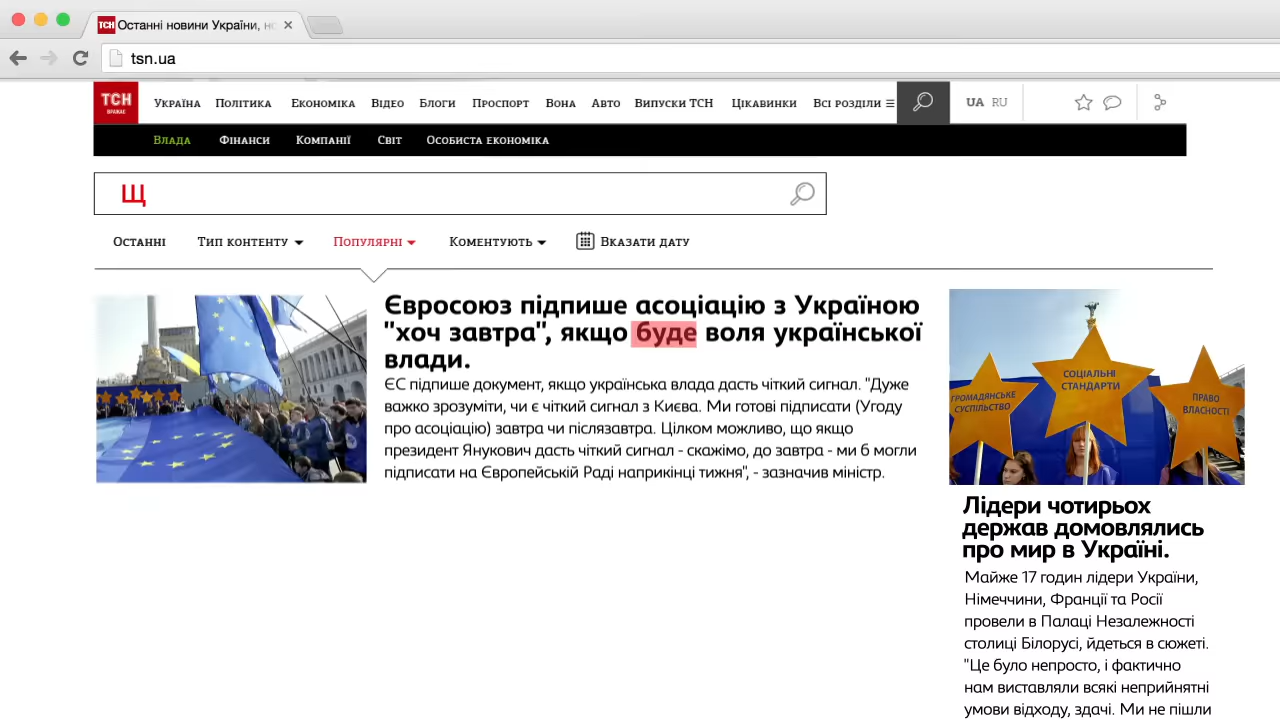 ТСН Останні новини України, но
tsn.ua
ТСН
ВРАЖАЄ
Україна Політика Економіка Відео Блоги Проспорт Вона Авто Випуски ТСН Цікавинки Всі розділи
UA RU
Влада Фінанси Компанії Світ Особиста економіка
Щ
Останні Тип контенту Популярні Коментують Вказати дату
Євросоюз підпише асоціацію з Україною
"хоч завтра", якщо буде воля української
влади.
ЄС підпише документ, якщо українська влада дасть чіткий сигнал. "Дуже
важко зрозуміти, чи є чіткий сигнал з Києва. Ми готові підписати (Угоду
про асоціацію) завтра чи післязавтра. Цілком можливо, що якщо
президент Янукович дасть чіткий сигнал - скажімо, до завтра - ми б могли
підписати на Європейській Раді наприкінці тижня", - зазначив міністр.
ГРОМАДЯНСЬКЕ
СУСПІЛЬСТВО
СОЦІАЛЬНІ
СТАНДАРТИ
ПРАВО
ВЛАСНОСТІ
Лідери чотирьох
держав домовлялись
про мир в Україні.
Майже 17 годин лідери України,
Німеччини, Франції та Росії
провели в Палаці Незалежності
столиці Білорусі, йдеться в сюжеті.
"Це було непросто, і фактично
нам виставляли всякі неприйнятні
умови відходу, здачі. Ми не пішли